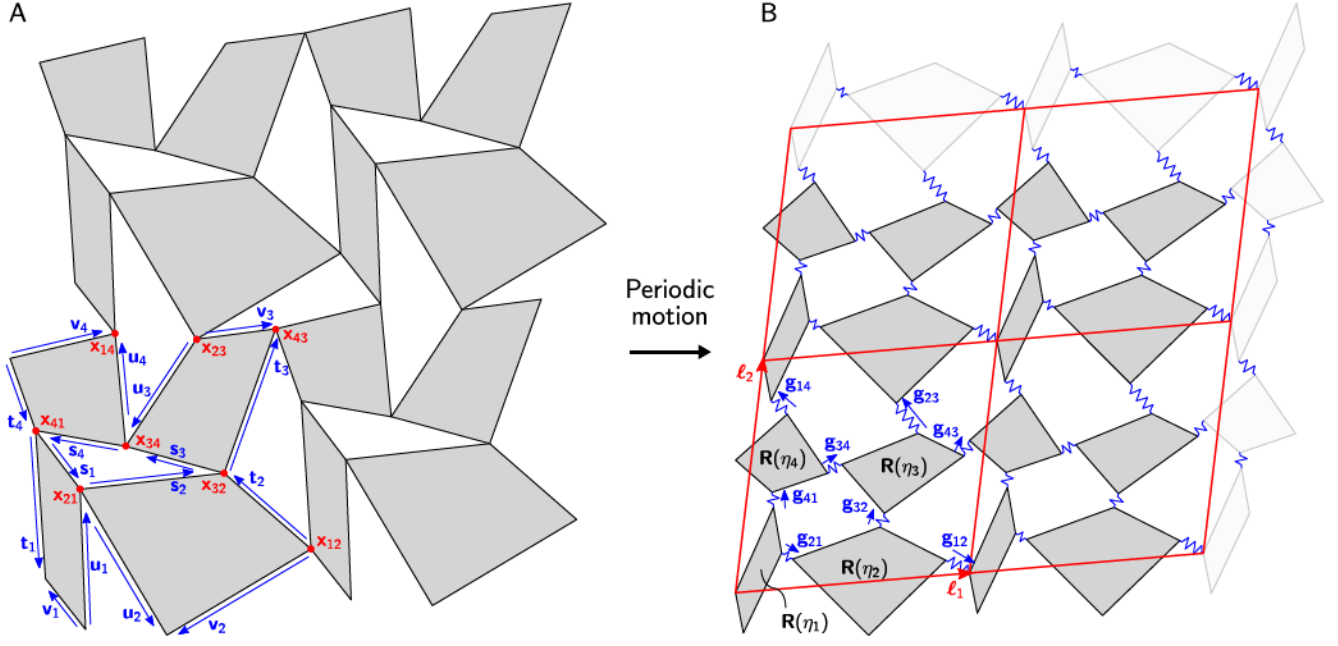 A
v₄
x₁₄
u₄
t₄
x₄₁
s₄
x₃₄
s₁
x₂₁
s₂
s₃
x₃₂
v₃
x₂₃
x₄₃
u₃
t₃
t₂
x₁₂
t₁
u₁
v₁
u₂
v₂
Periodic
motion
B
ℓ₂
g₁₄
g₂₃
g₃₄
g₄₃
R(η₄)
R(η₃)
g₄₁
g₃₂
g₂₁
g₁₂
R(η₂)
ℓ₁
R(η₁)